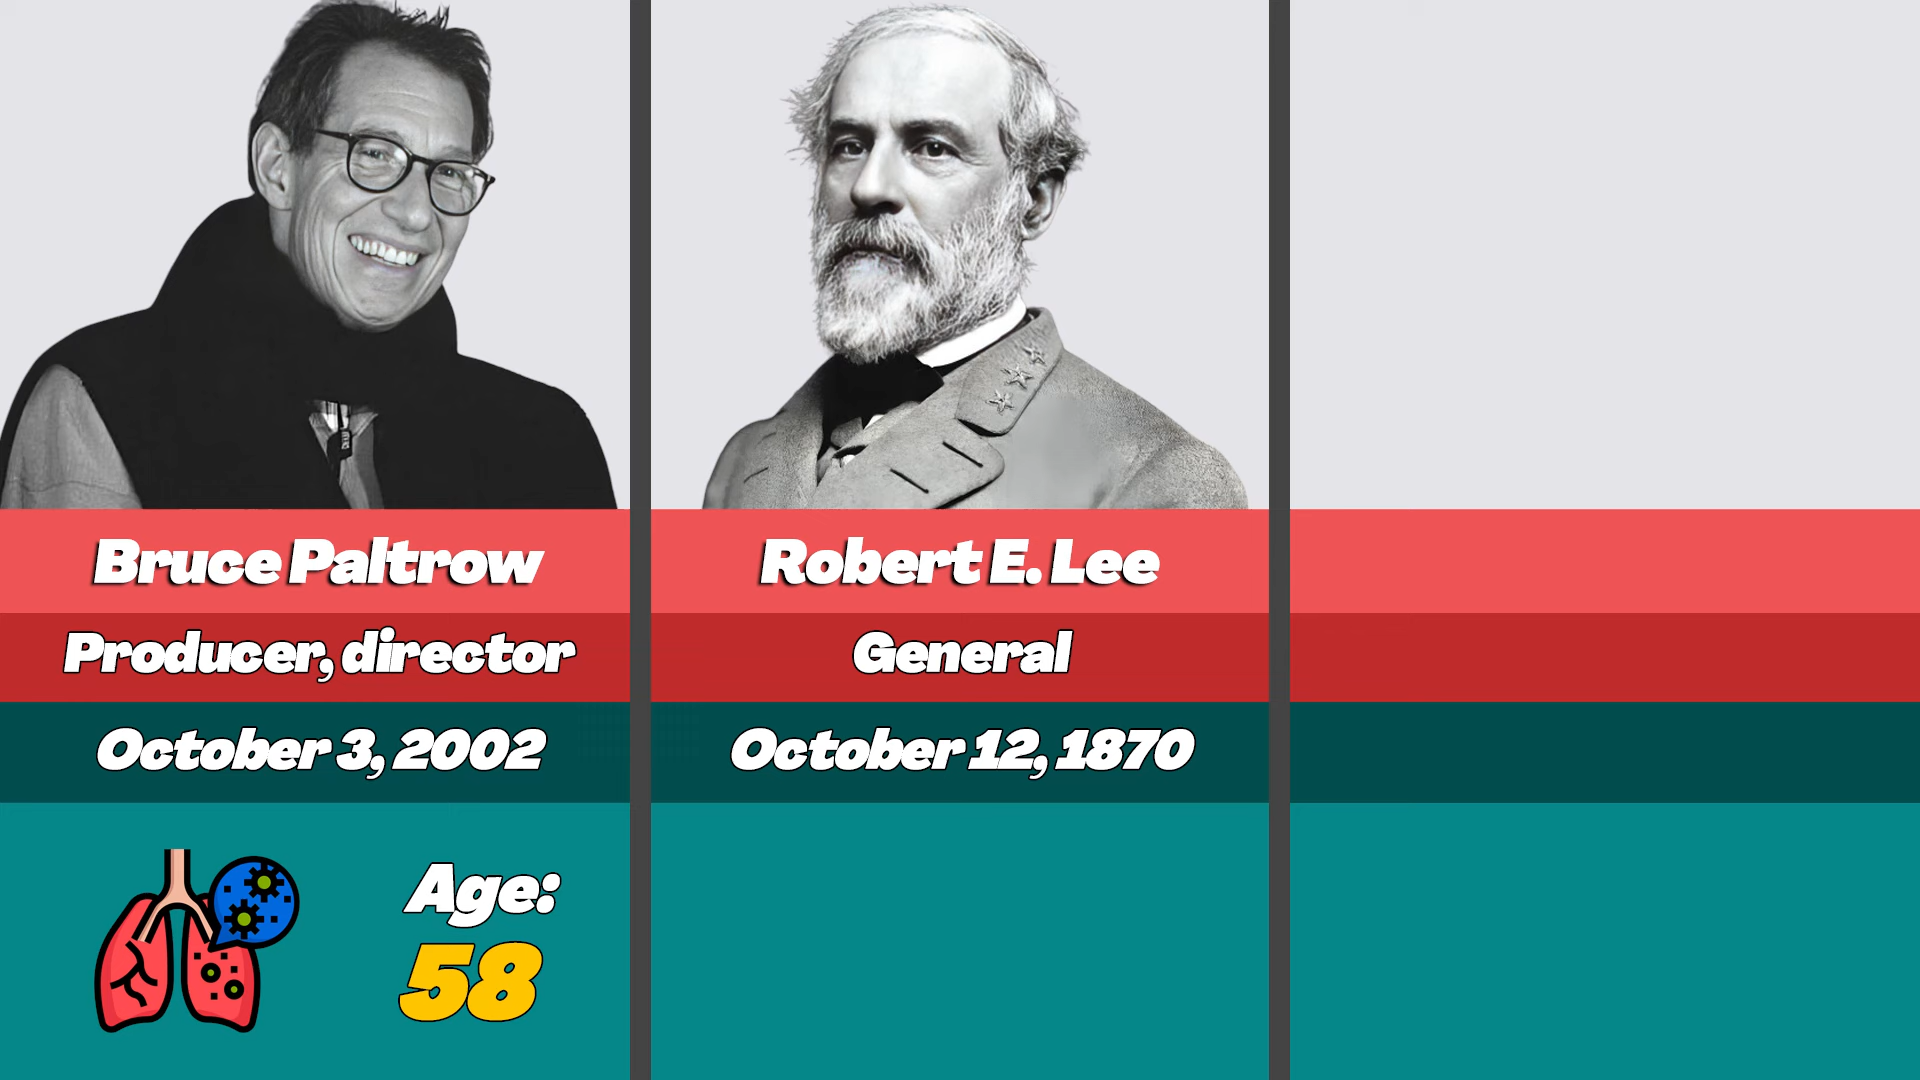 Bruce Paltrow
Producer, director
October 3, 2002
Age:
58
Robert E. Lee
General
October 12, 1870